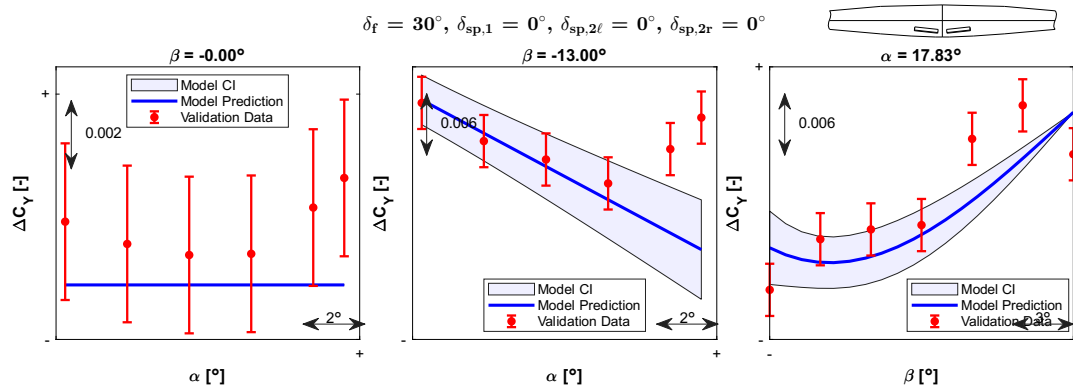 δf = 30°, δsp,1 = 0°, δsp,2ℓ = 0°, δsp,2r = 0°
β = -0.00°
Model CI
Model Prediction
Validation Data
0.002
2°
ΔCY [-]
+
-
+
α [°]
β = -13.00°
0.006
Model CI
Model Prediction
Validation Data
2°
ΔCY [-]
-
+
α [°]
α = 17.83°
+
0.006
Model CI
Model Prediction
Validation Data
3°
ΔCY [-]
-
-
+
β [°]